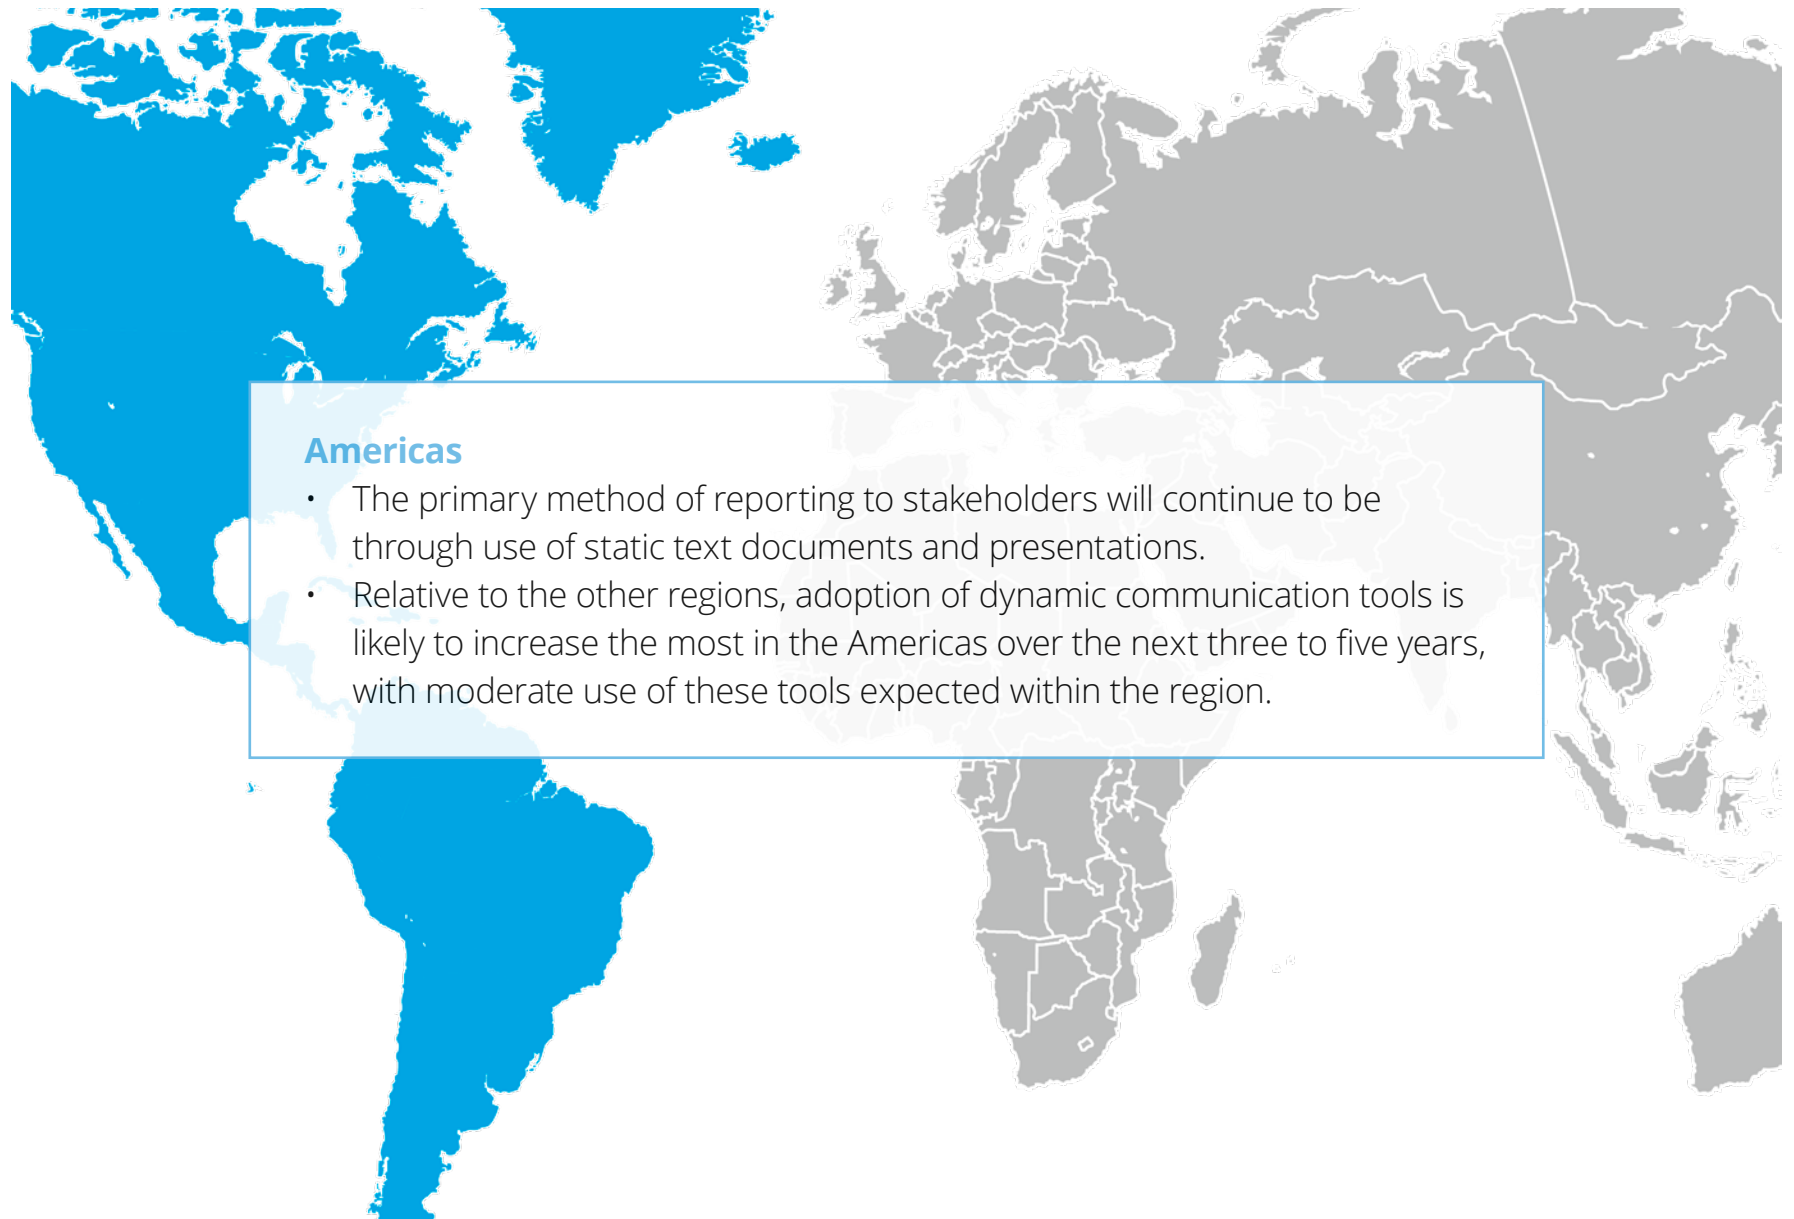 Americas
• The primary method of reporting to stakeholders will continue to be
through use of static text documents and presentations.
• Relative to the other regions, adoption of dynamic communication tools is
likely to increase the most in the Americas over the next three to five years,
with moderate use of these tools expected within the region.